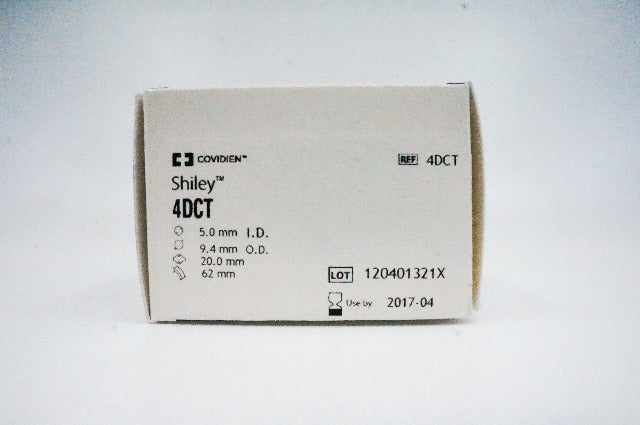 COVIDIEN™
REF 4DCT
Shiley™
4DCT
5.0 mm I.D.
9.4 mm O.D.
20.0 mm
62 mm
LOT 120401321X
Use by 2017-04